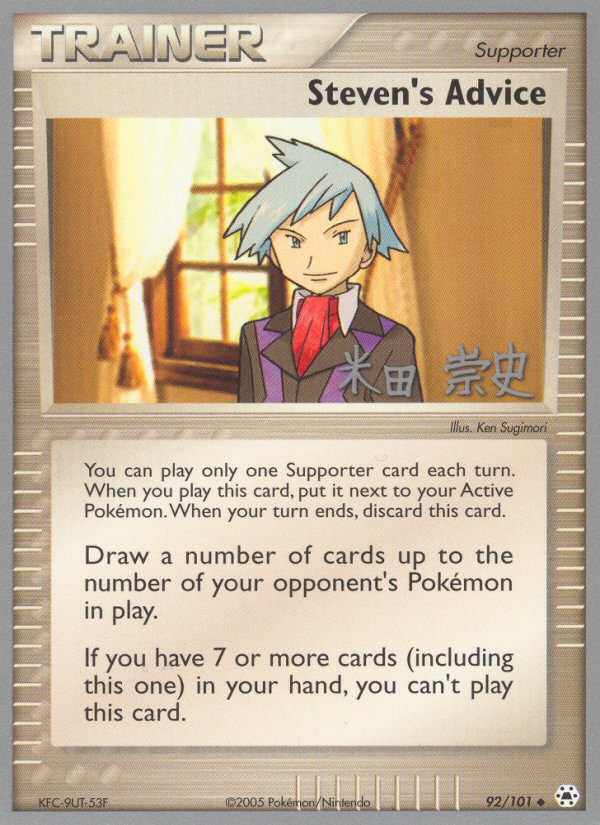 TRAINER
Supporter
Steven's Advice
米田 崇史
Illus. Ken Sugimori
You can play only one Supporter card each turn.
When you play this card, put it next to your Active
Pokémon. When your turn ends, discard this card.
Draw a number of cards up to the
number of your opponent's Pokémon
in play.
If you have 7 or more cards (including
this one) in your hand, you can't play
this card.
KFC-9UT-53F
©2005 Pokémon/Nintendo
92/101 ◆